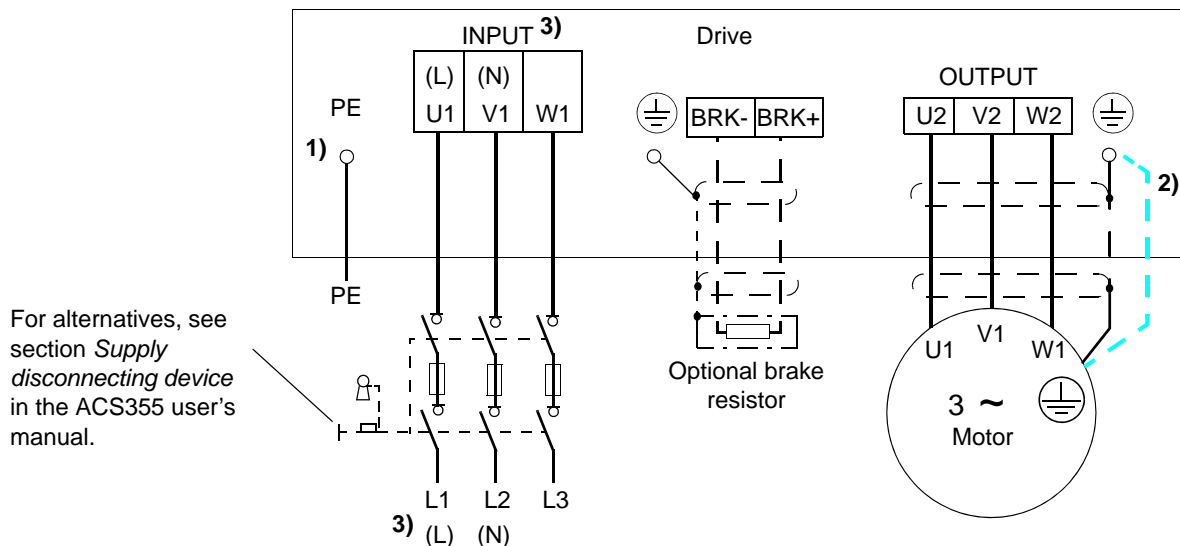 INPUT 3)
Drive
(L) (N)
U1 V1 W1
PE
1)
BRK- BRK+
OUTPUT
U2 V2 W2
2)
PE
For alternatives, see
section Supply
disconnecting device
in the ACS355 user's
manual.
Optional brake
resistor
U1 V1 W1
3 ~
Motor
L1 L2 L3
3) (L) (N)